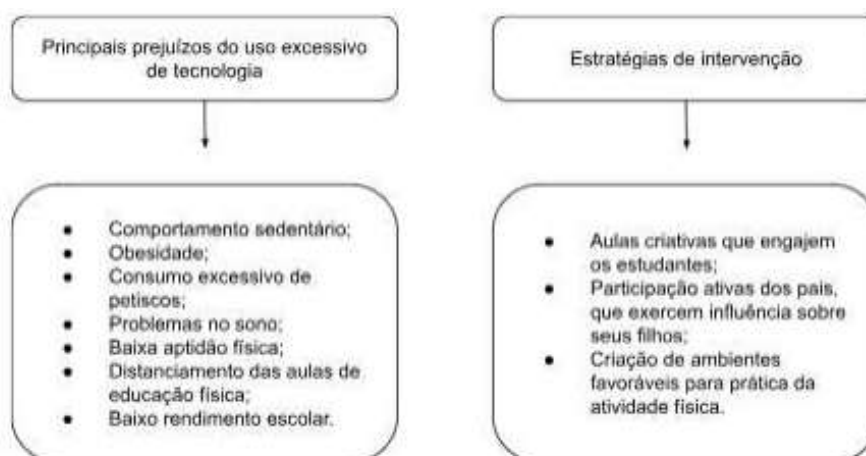 Principais prejuízos do uso excessivo
de tecnologia
Estratégias de intervenção
● Comportamento sedentário;
● Obesidade;
● Consumo excessivo de
petiscos;
● Problemas no sono;
● Baixa aptidão física;
● Distanciamento das aulas de
educação física;
● Baixo rendimento escolar.
● Aulas criativas que engajem
os estudantes;
● Participação ativas dos pais,
que exercem influência sobre
seus filhos;
● Criação de ambientes
favoráveis para prática da
atividade física.